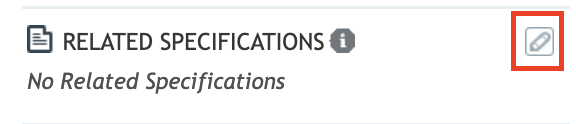 RELATED SPECIFICATIONS
No Related Specifications